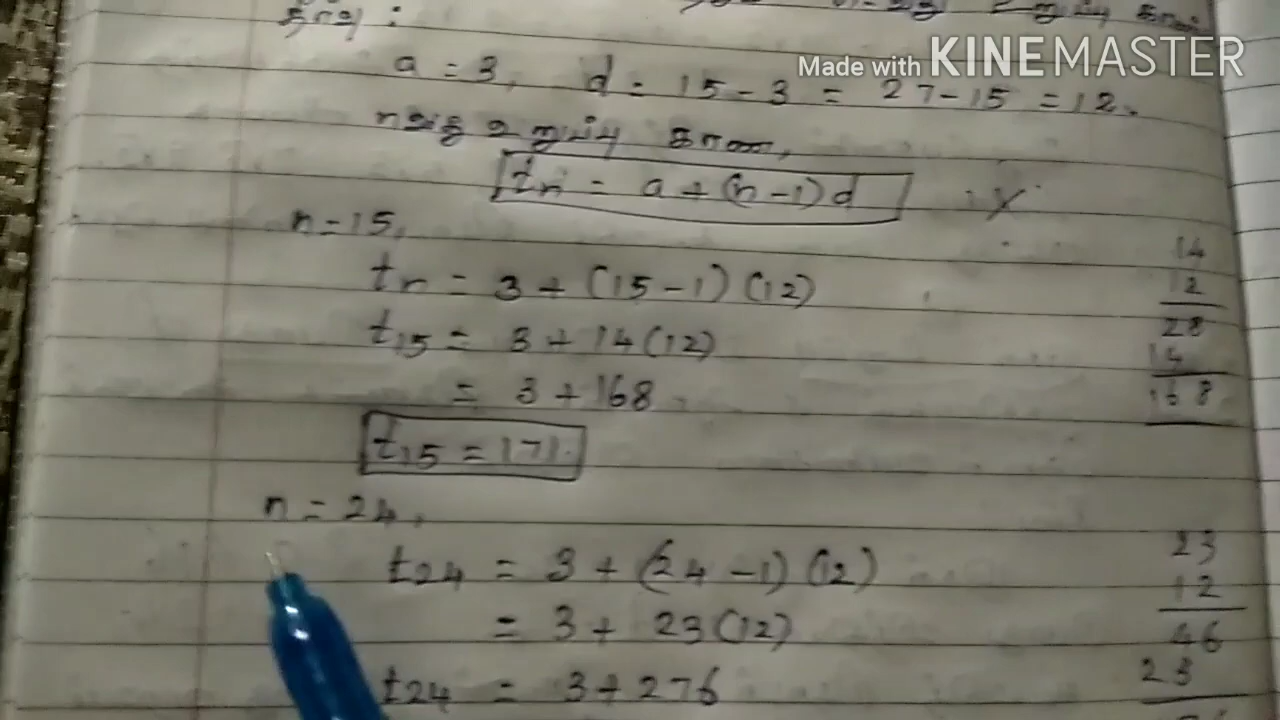 தீர்வு :
Made with KINEMASTER
a = 3, d = 15 - 3 = 27 - 15 = 12.
n வது உறுப்பு காண,
tn = a + (n-1) d
n = 15,
tn = 3 + (15 - 1) (12)
t15 = 3 + 14 (12)
= 3 + 168
t15 = 171.
14
12
28
14
168
n = 24,
t24 = 3 + (24 - 1) (12)
= 3 + 23 (12)
t24 = 3 + 276
23
12
46
23